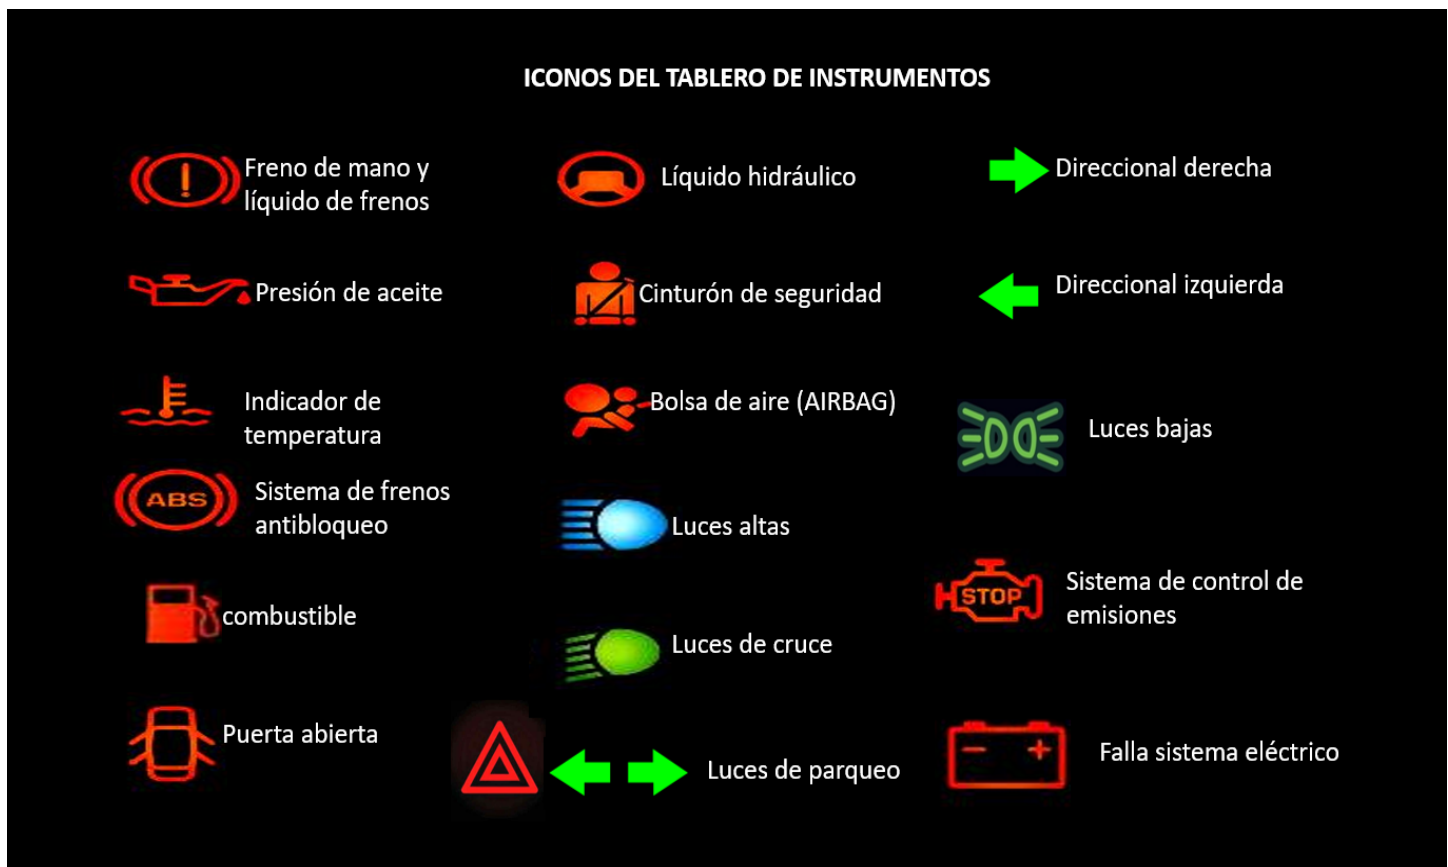 ICONOS DEL TABLERO DE INSTRUMENTOS
Freno de mano y
líquido de frenos
Presión de aceite
Indicador de
temperatura
ABS
Sistema de frenos
antibloqueo
combustible
Puerta abierta
Líquido hidráulico
Cinturón de seguridad
Bolsa de aire (AIRBAG)
Luces altas
Luces de cruce
Luces de parqueo
Direccional derecha
Direccional izquierda
Luces bajas
STOP
Sistema de control de
emisiones
Falla sistema eléctrico